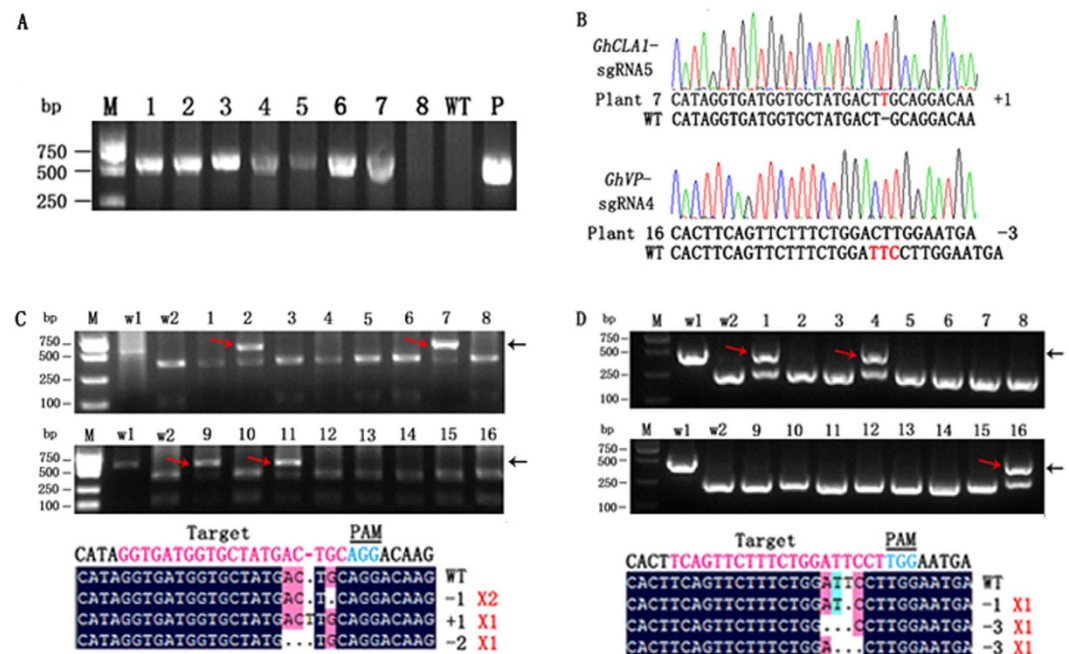 A
bp M 1 2 3 4 5 6 7 8 WT P
750
500
250
B
GhCLA1-
sgRNA5
Plant 7 CATAGGTGATGGTGCTATGACTTGCAGGACAA +1
WT CATAGGTGATGGTGCTATGACT-GCAGGACAA
GhVP-
sgRNA4
Plant 16 CACTTCAGTTCTTTCTGGACTTGGAATGA -3
WT CACTTCAGTTCTTTCTGGATTCCTTGGAATGA
C bp M w1 w2 1 2 3 4 5 6 7 8
750
500
250
100
bp M w1 w2 9 10 11 12 13 14 15 16
750
500
250
100
Target PAM
CATAGGTGATGGTGCTATGAC-TGCAGGACAAG
CATAGGTGATGGTGCTATGAC.TGCAGGACAAG WT
CATAGGTGATGGTGCTATGAC.T.CAGGACAAG -1 X2
CATAGGTGATGGTGCTATGACTTGCAGGACAAG +1 X1
CATAGGTGATGGTGCTATG...TGCAGGACAAG -2 X1
D bp M w1 w2 1 2 3 4 5 6 7 8
750
500
250
100
bp M w1 w2 9 10 11 12 13 14 15 16
750
500
250
100
Target PAM
CACTTCAGTTCTTTCTGGATTCCTTGGAATGA
CACTTCAGTTCTTTCTGGATTCCTTGGAATGA WT
CACTTCAGTTCTTTCTGGAT.CCTTGGAATGA -1 X1
CACTTCAGTTCTTTCTGG...CCTTGGAATGA -3 X1
CACTTCAGTTCTTTCTGGA...CTTGGAATGA -3 X1